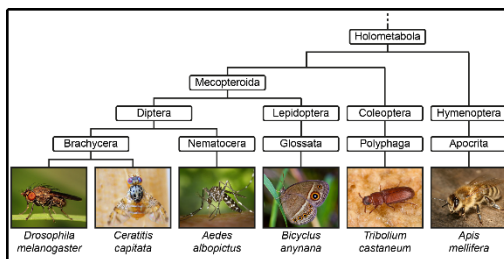 Holometabola
Mecopteroida
Diptera
Lepidoptera
Coleoptera
Hymenoptera
Brachycera
Nematocera
Glossata
Polyphaga
Apocrita
Drosophila
melanogaster
Ceratitis
capitata
Aedes
albopictus
Bicyclus
anynana
Tribolium
castaneum
Apis
mellifera